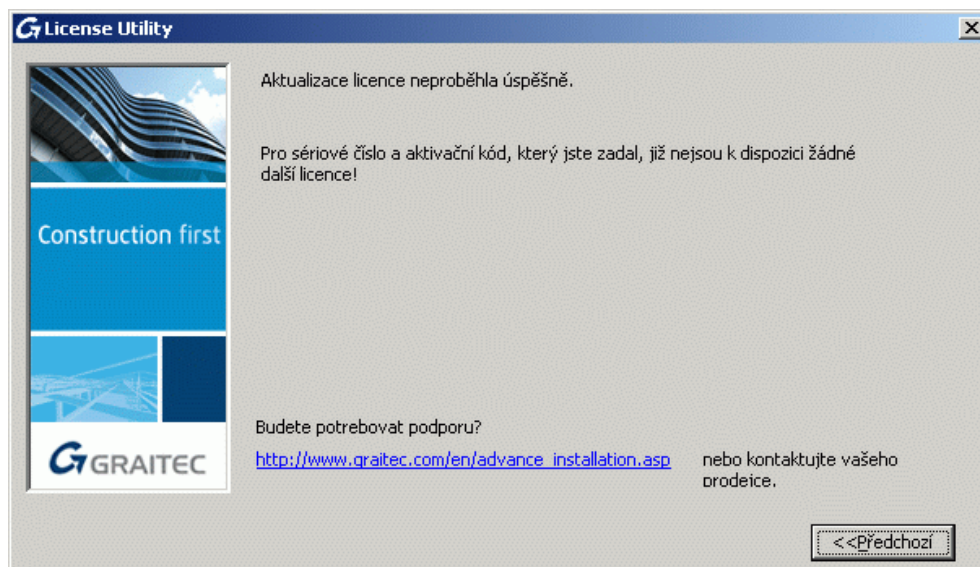 License Utility
Aktualizace licence neproběhla úspěšně.
Pro sériové číslo a aktivační kód, který jste zadal, již nejsou k dispozici žádné
další licence!
Construction first
GRAITEC
Budete potrebovat podporu?
http://www.graitec.com/en/advance_installation.asp nebo kontaktujte vašeho
prodejce.
<<Předchozí